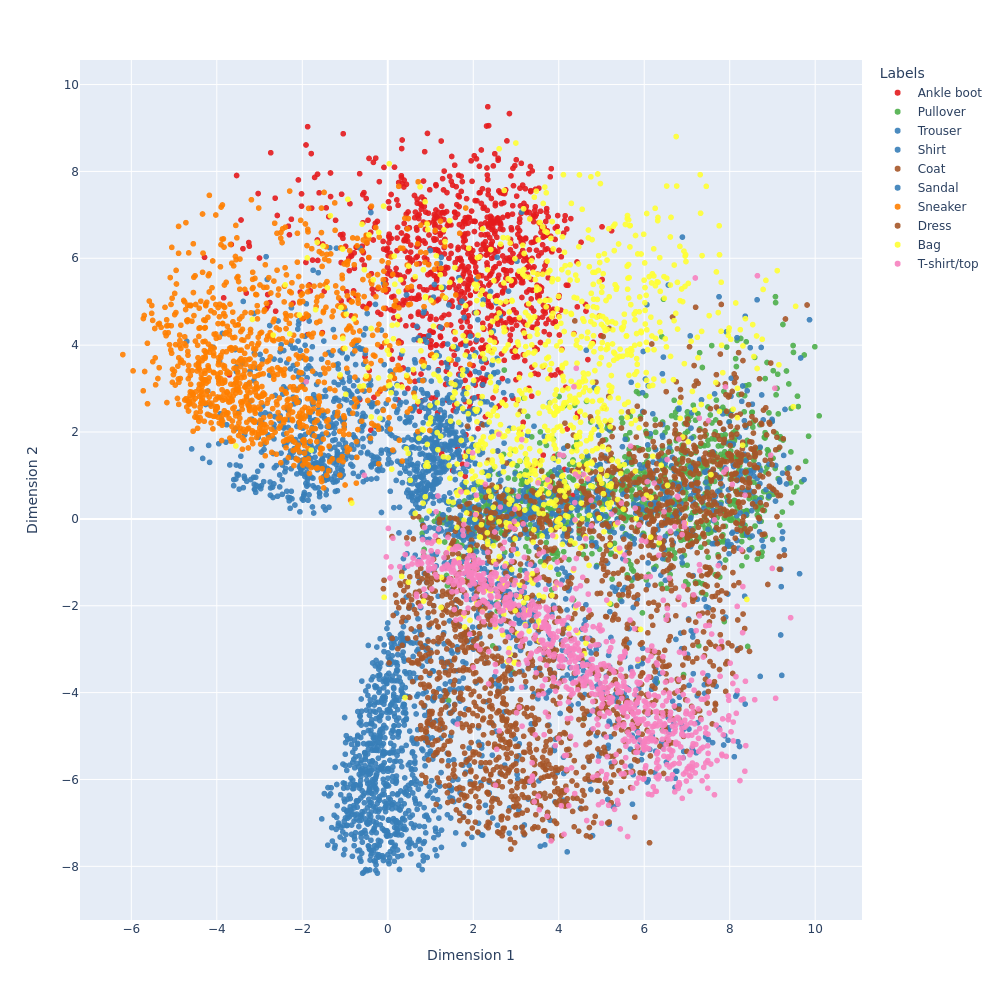 Labels
Ankle boot
Pullover
Trouser
Shirt
Coat
Sandal
Sneaker
Dress
Bag
T-shirt/top
10
8
6
4
2
0
−2
−4
−6
−8
Dimension 2
−6 −4 −2 0 2 4 6 8 10
Dimension 1